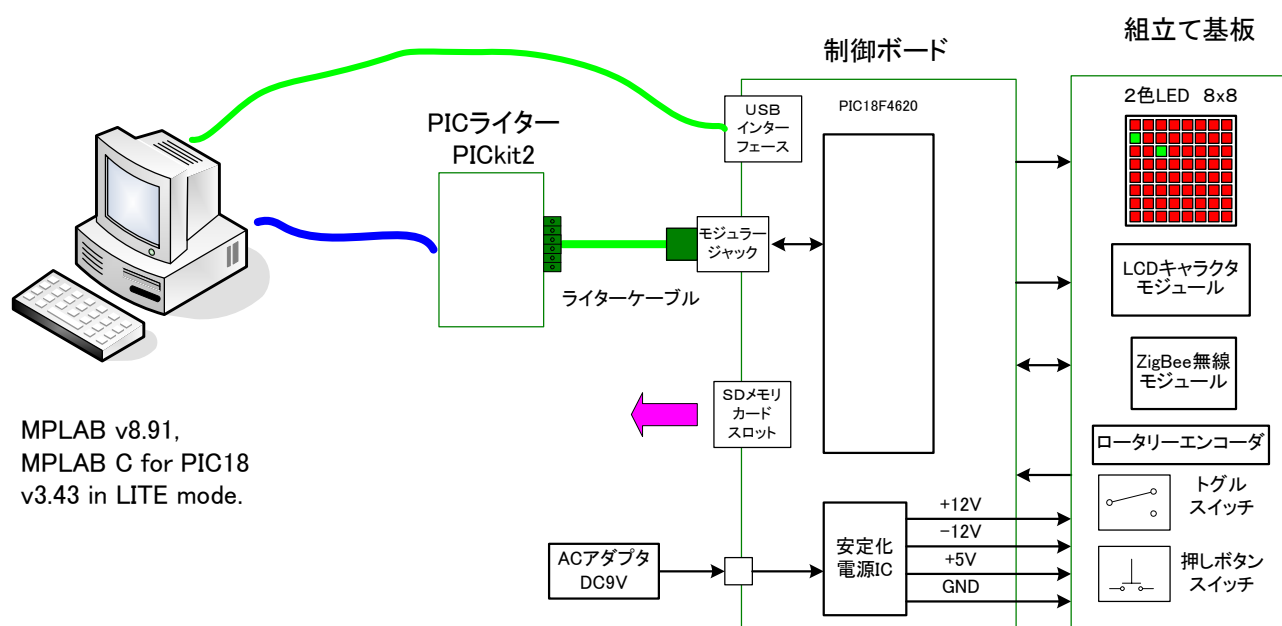 組立て基板
制御ボード
2色LED 8x8
USB
インター
フェース
PIC18F4620
PICライター
PICkit2
モジュラー
ジャック
ライターケーブル
LCDキャラクタ
モジュール
ZigBee無線
モジュール
SDメモリ
カード
スロット
MPLAB v8.91,
MPLAB C for PIC18
v3.43 in LITE mode.
ロータリーエンコーダ
トグル
スイッチ
+12V
-12V
+5V
GND
安定化
電源IC
ACアダプタ
DC9V
押しボタン
スイッチ